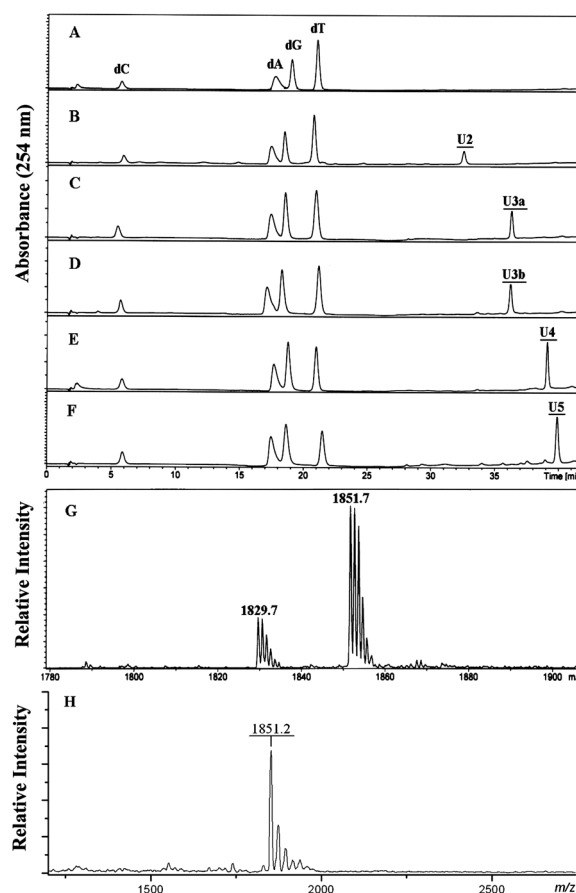 A
dC
dA
dG
dT
B
U2
C
U3a
D
U3b
E
U4
F
U5
Absorbance (254 nm)
0 5 10 15 20 25 30 35 Time [mi
G
1829.7
1851.7
Relative Intensity
1780 1800 1820 1840 1860 1880 1900 m
H
1851.2
Relative Intensity
1500 2000 2500 m/z